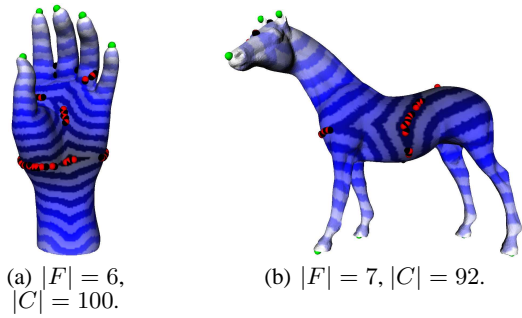 (a) |F| = 6,
|C| = 100.
(b) |F| = 7, |C| = 92.